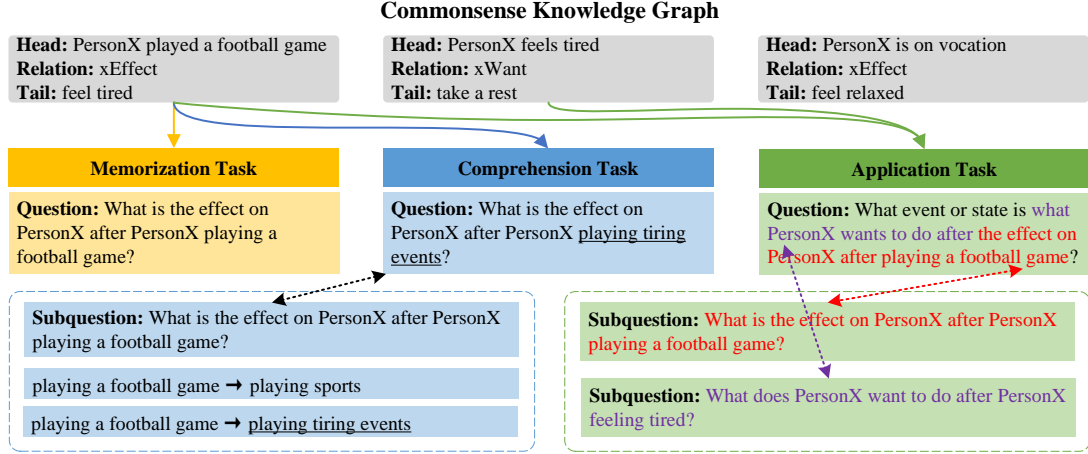 Commonsense Knowledge Graph
Head: PersonX played a football game
Relation: xEffect
Tail: feel tired
Head: PersonX feels tired
Relation: xWant
Tail: take a rest
Head: PersonX is on vocation
Relation: xEffect
Tail: feel relaxed
Memorization Task
Question: What is the effect on
PersonX after PersonX playing a
football game?
Comprehension Task
Question: What is the effect on
PersonX after PersonX playing tiring
events?
Application Task
Question: What event or state is what
PersonX wants to do after the effect on
PersonX after playing a football game?
Subquestion: What is the effect on PersonX after PersonX
playing a football game?
playing a football game → playing sports
playing a football game → playing tiring events
Subquestion: What is the effect on PersonX after PersonX
playing a football game?
Subquestion: What does PersonX want to do after PersonX
feeling tired?